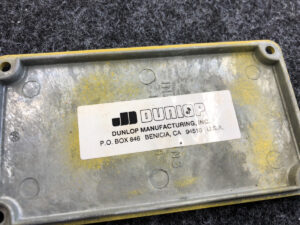 DUNLOP
DUNLOP MANUFACTURING, INC.
P.O. BOX 846 BENICIA, CA 94510 U.S.A.